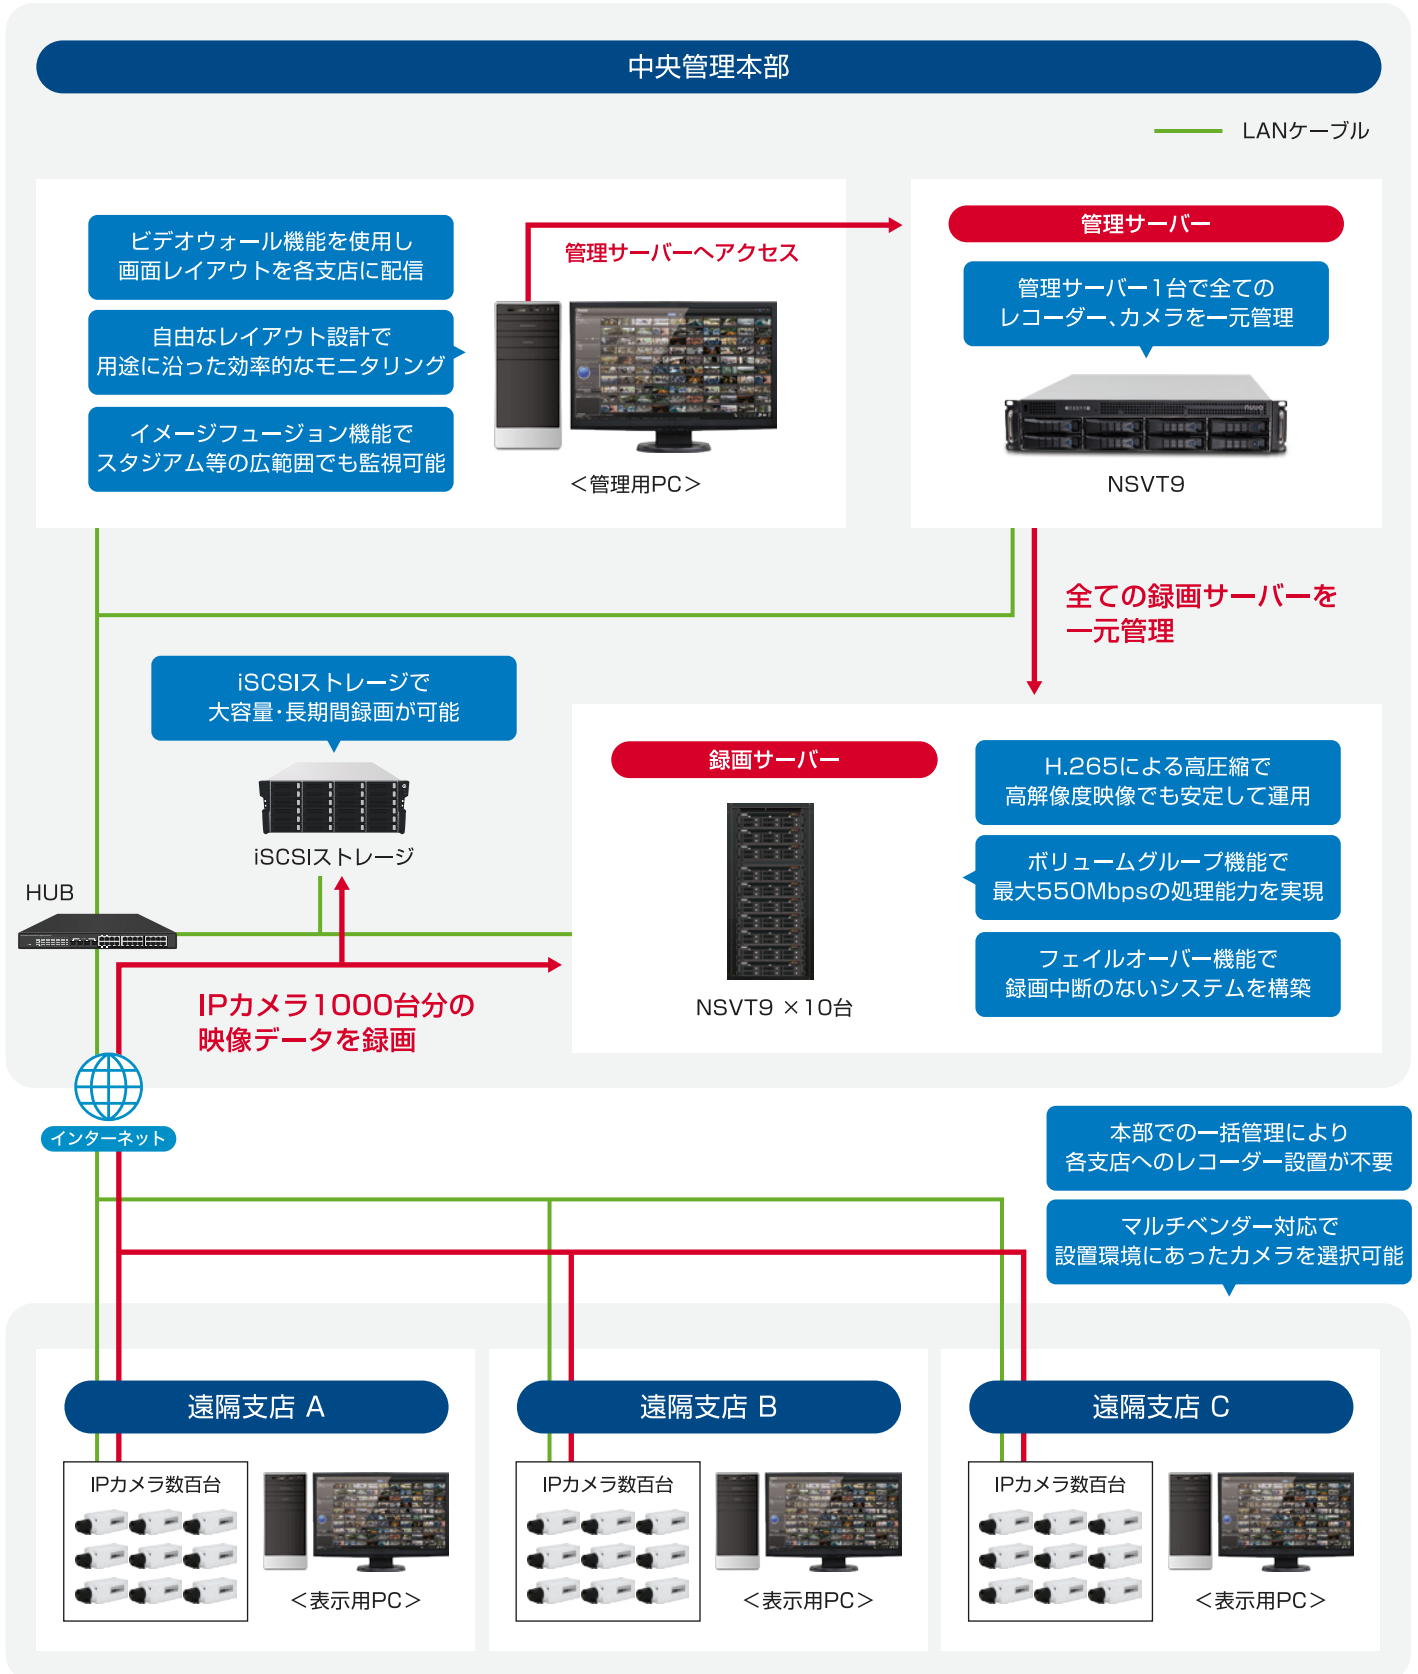 中央管理本部
LANケーブル
ビデオウォール機能を使用し
画面レイアウトを各支店に配信
自由なレイアウト設計で
用途に沿った効率的なモニタリング
イメージフュージョン機能で
スタジアム等の広範囲でも監視可能
管理サーバーへアクセス
＜管理用PC＞
管理サーバー
管理サーバー1台で全ての
レコーダー、カメラを一元管理
NSVT9
全ての録画サーバーを
一元管理
iSCSIストレージで
大容量・長期間録画が可能
iSCSIストレージ
HUB
録画サーバー
NSVT9 ×10台
H.265による高圧縮で
高解像度映像でも安定して運用
ボリュームグループ機能で
最大550Mbpsの処理能力を実現
フェイルオーバー機能で
録画中断のないシステムを構築
IPカメラ1000台分の
映像データを録画
インターネット
本部での一括管理により
各支店へのレコーダー設置が不要
マルチベンダー対応で
設置環境にあったカメラを選択可能
遠隔支店 A
IPカメラ数百台
＜表示用PC＞
遠隔支店 B
IPカメラ数百台
＜表示用PC＞
遠隔支店 C
IPカメラ数百台
＜表示用PC＞